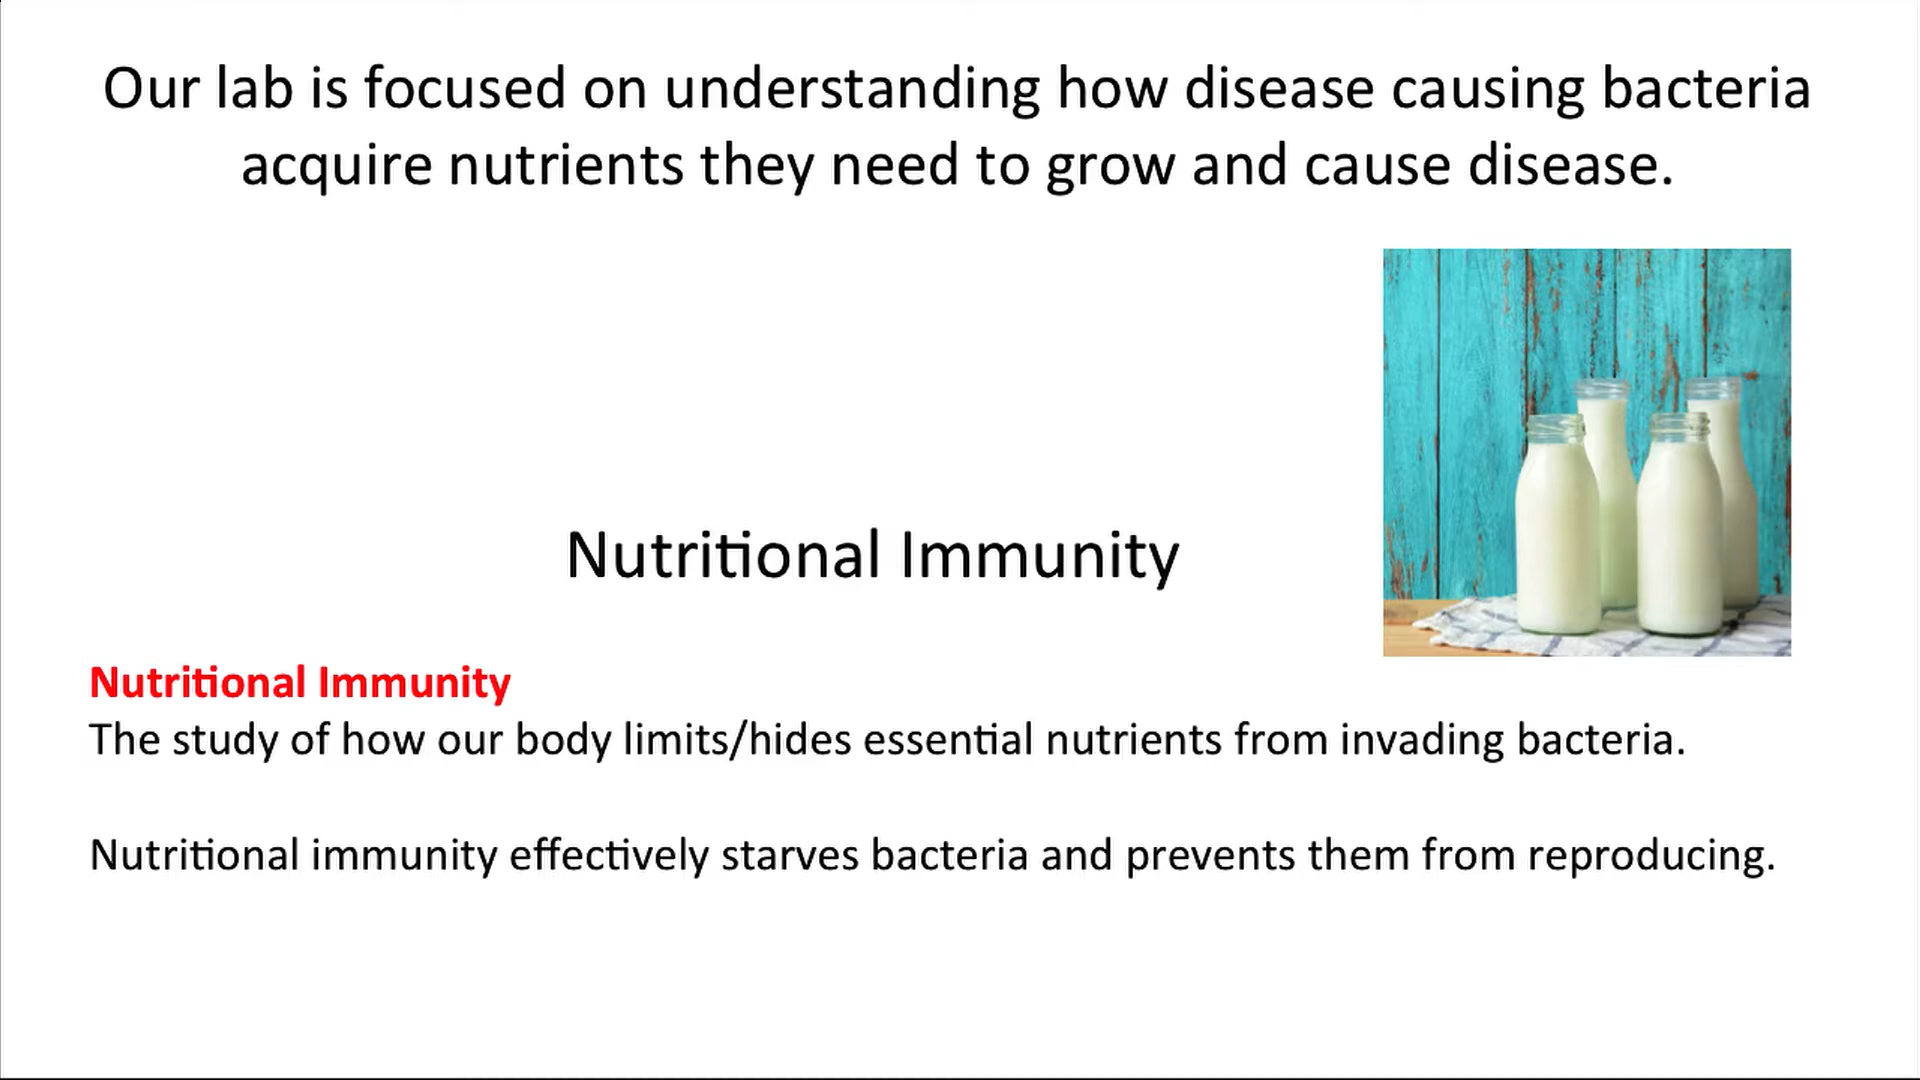 Our lab is focused on understanding how disease causing bacteria
acquire nutrients they need to grow and cause disease.
Nutritional Immunity
Nutritional Immunity
The study of how our body limits/hides essential nutrients from invading bacteria.
Nutritional immunity effectively starves bacteria and prevents them from reproducing.